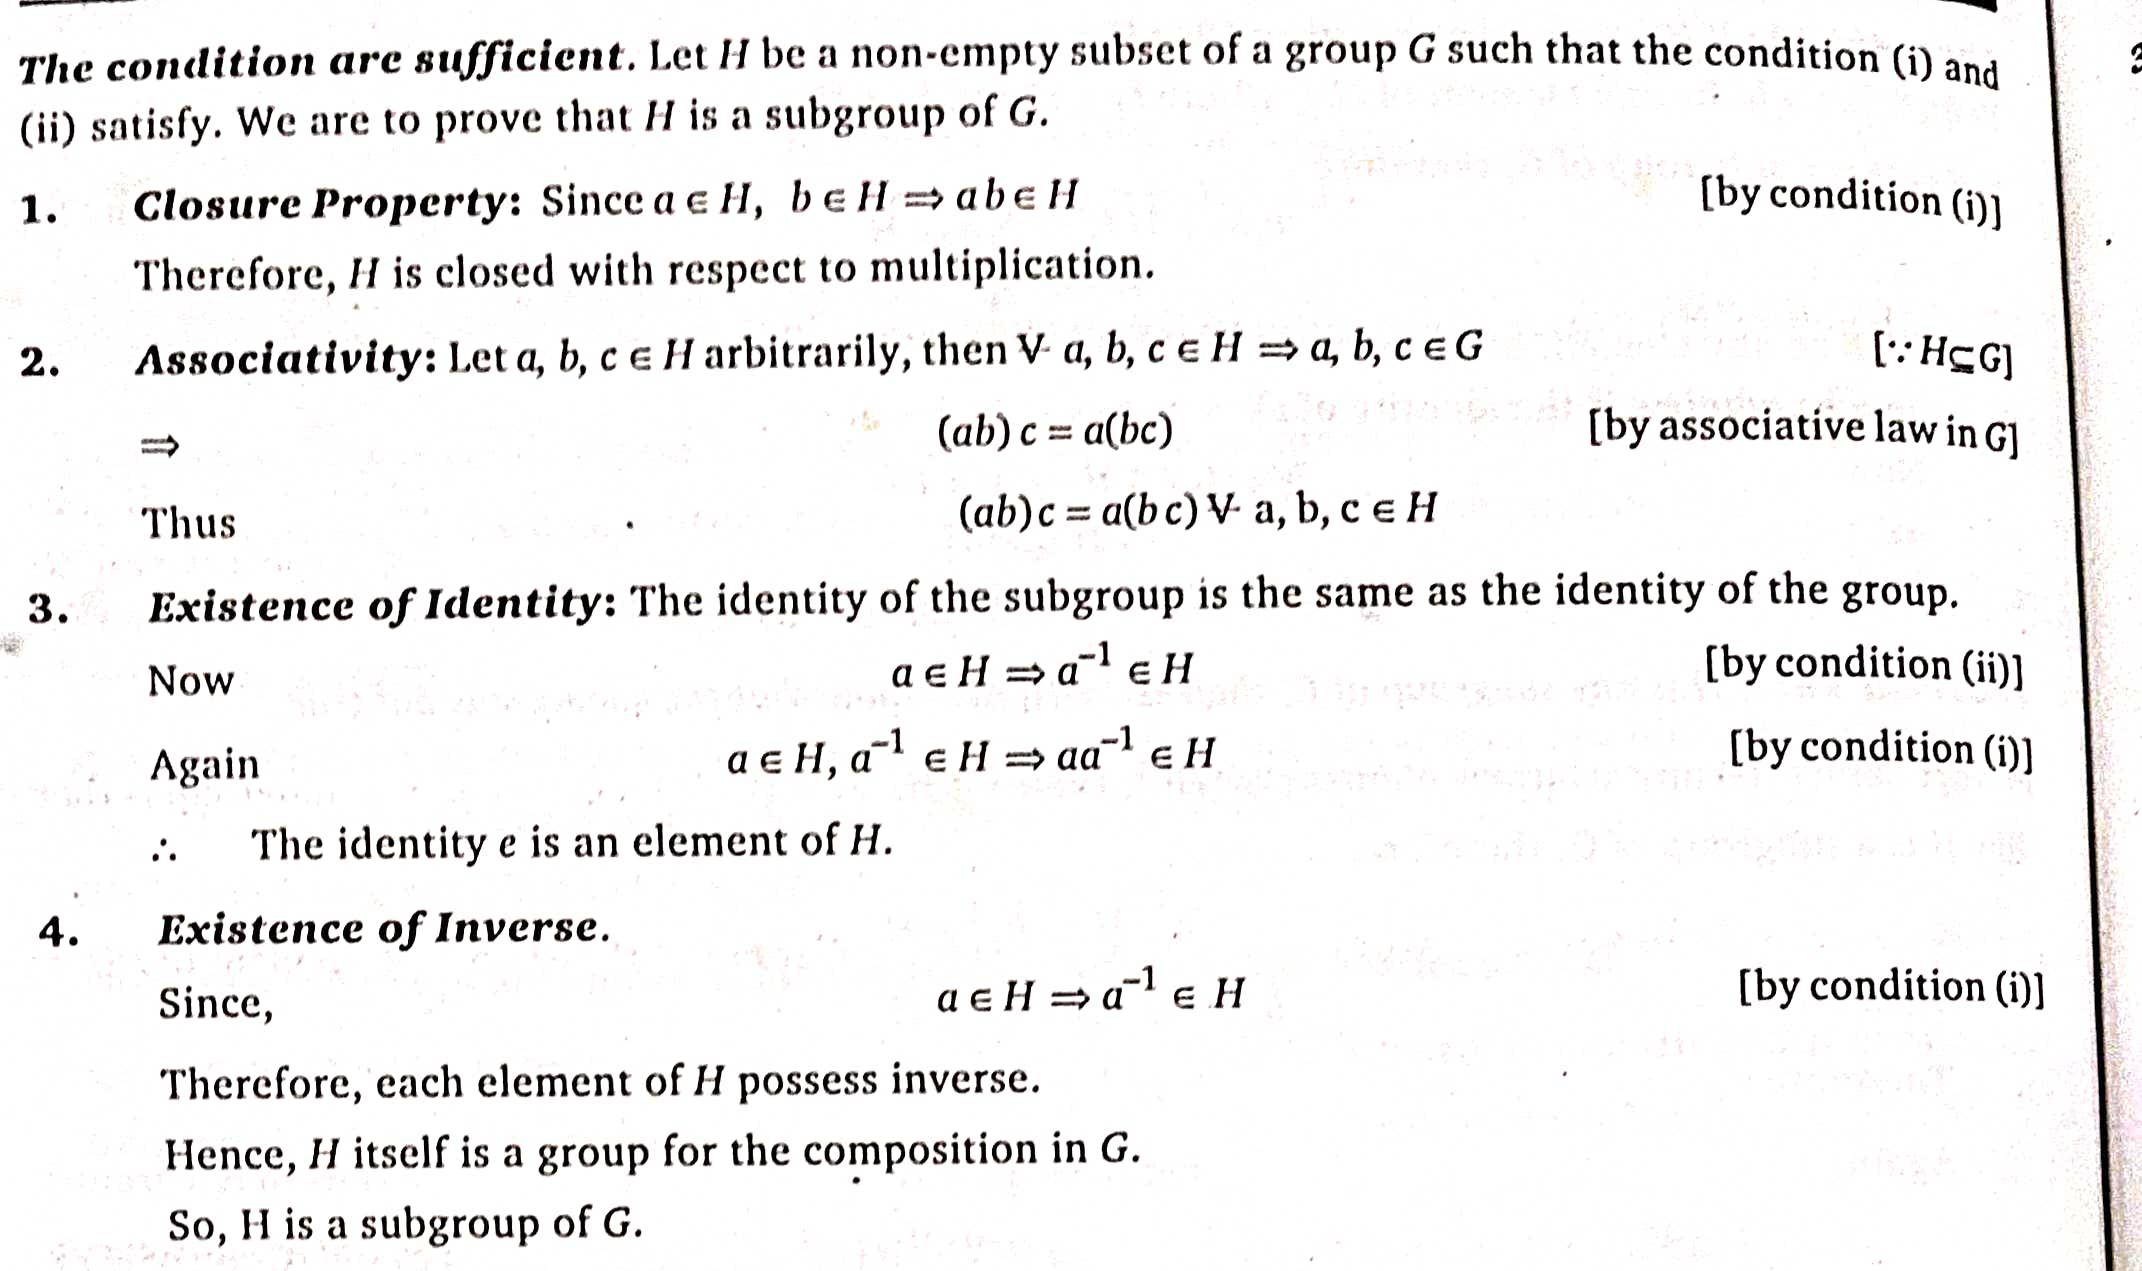 The condition are sufficient. Let H be a non-empty subset of a group G such that the condition (i) and
(ii) satisfy. We are to prove that H is a subgroup of G.
1. Closure Property: Since a ∈ H, b ∈ H ⇒ ab ∈ H [by condition (i)]
Therefore, H is closed with respect to multiplication.
2. Associativity: Let a, b, c ∈ H arbitrarily, then ∀ a, b, c ∈ H ⇒ a, b, c ∈ G [∵ H⊆G]
⇒ (ab) c = a(bc) [by associative law in G]
Thus (ab)c = a(bc) ∀ a, b, c ∈ H
3. Existence of Identity: The identity of the subgroup is the same as the identity of the group.
Now a ∈ H ⇒ a⁻¹ ∈ H [by condition (ii)]
Again a ∈ H, a⁻¹ ∈ H ⇒ aa⁻¹ ∈ H [by condition (i)]
∴ The identity e is an element of H.
4. Existence of Inverse.
Since, a ∈ H ⇒ a⁻¹ ∈ H [by condition (i)]
Therefore, each element of H possess inverse.
Hence, H itself is a group for the composition in G.
So, H is a subgroup of G.